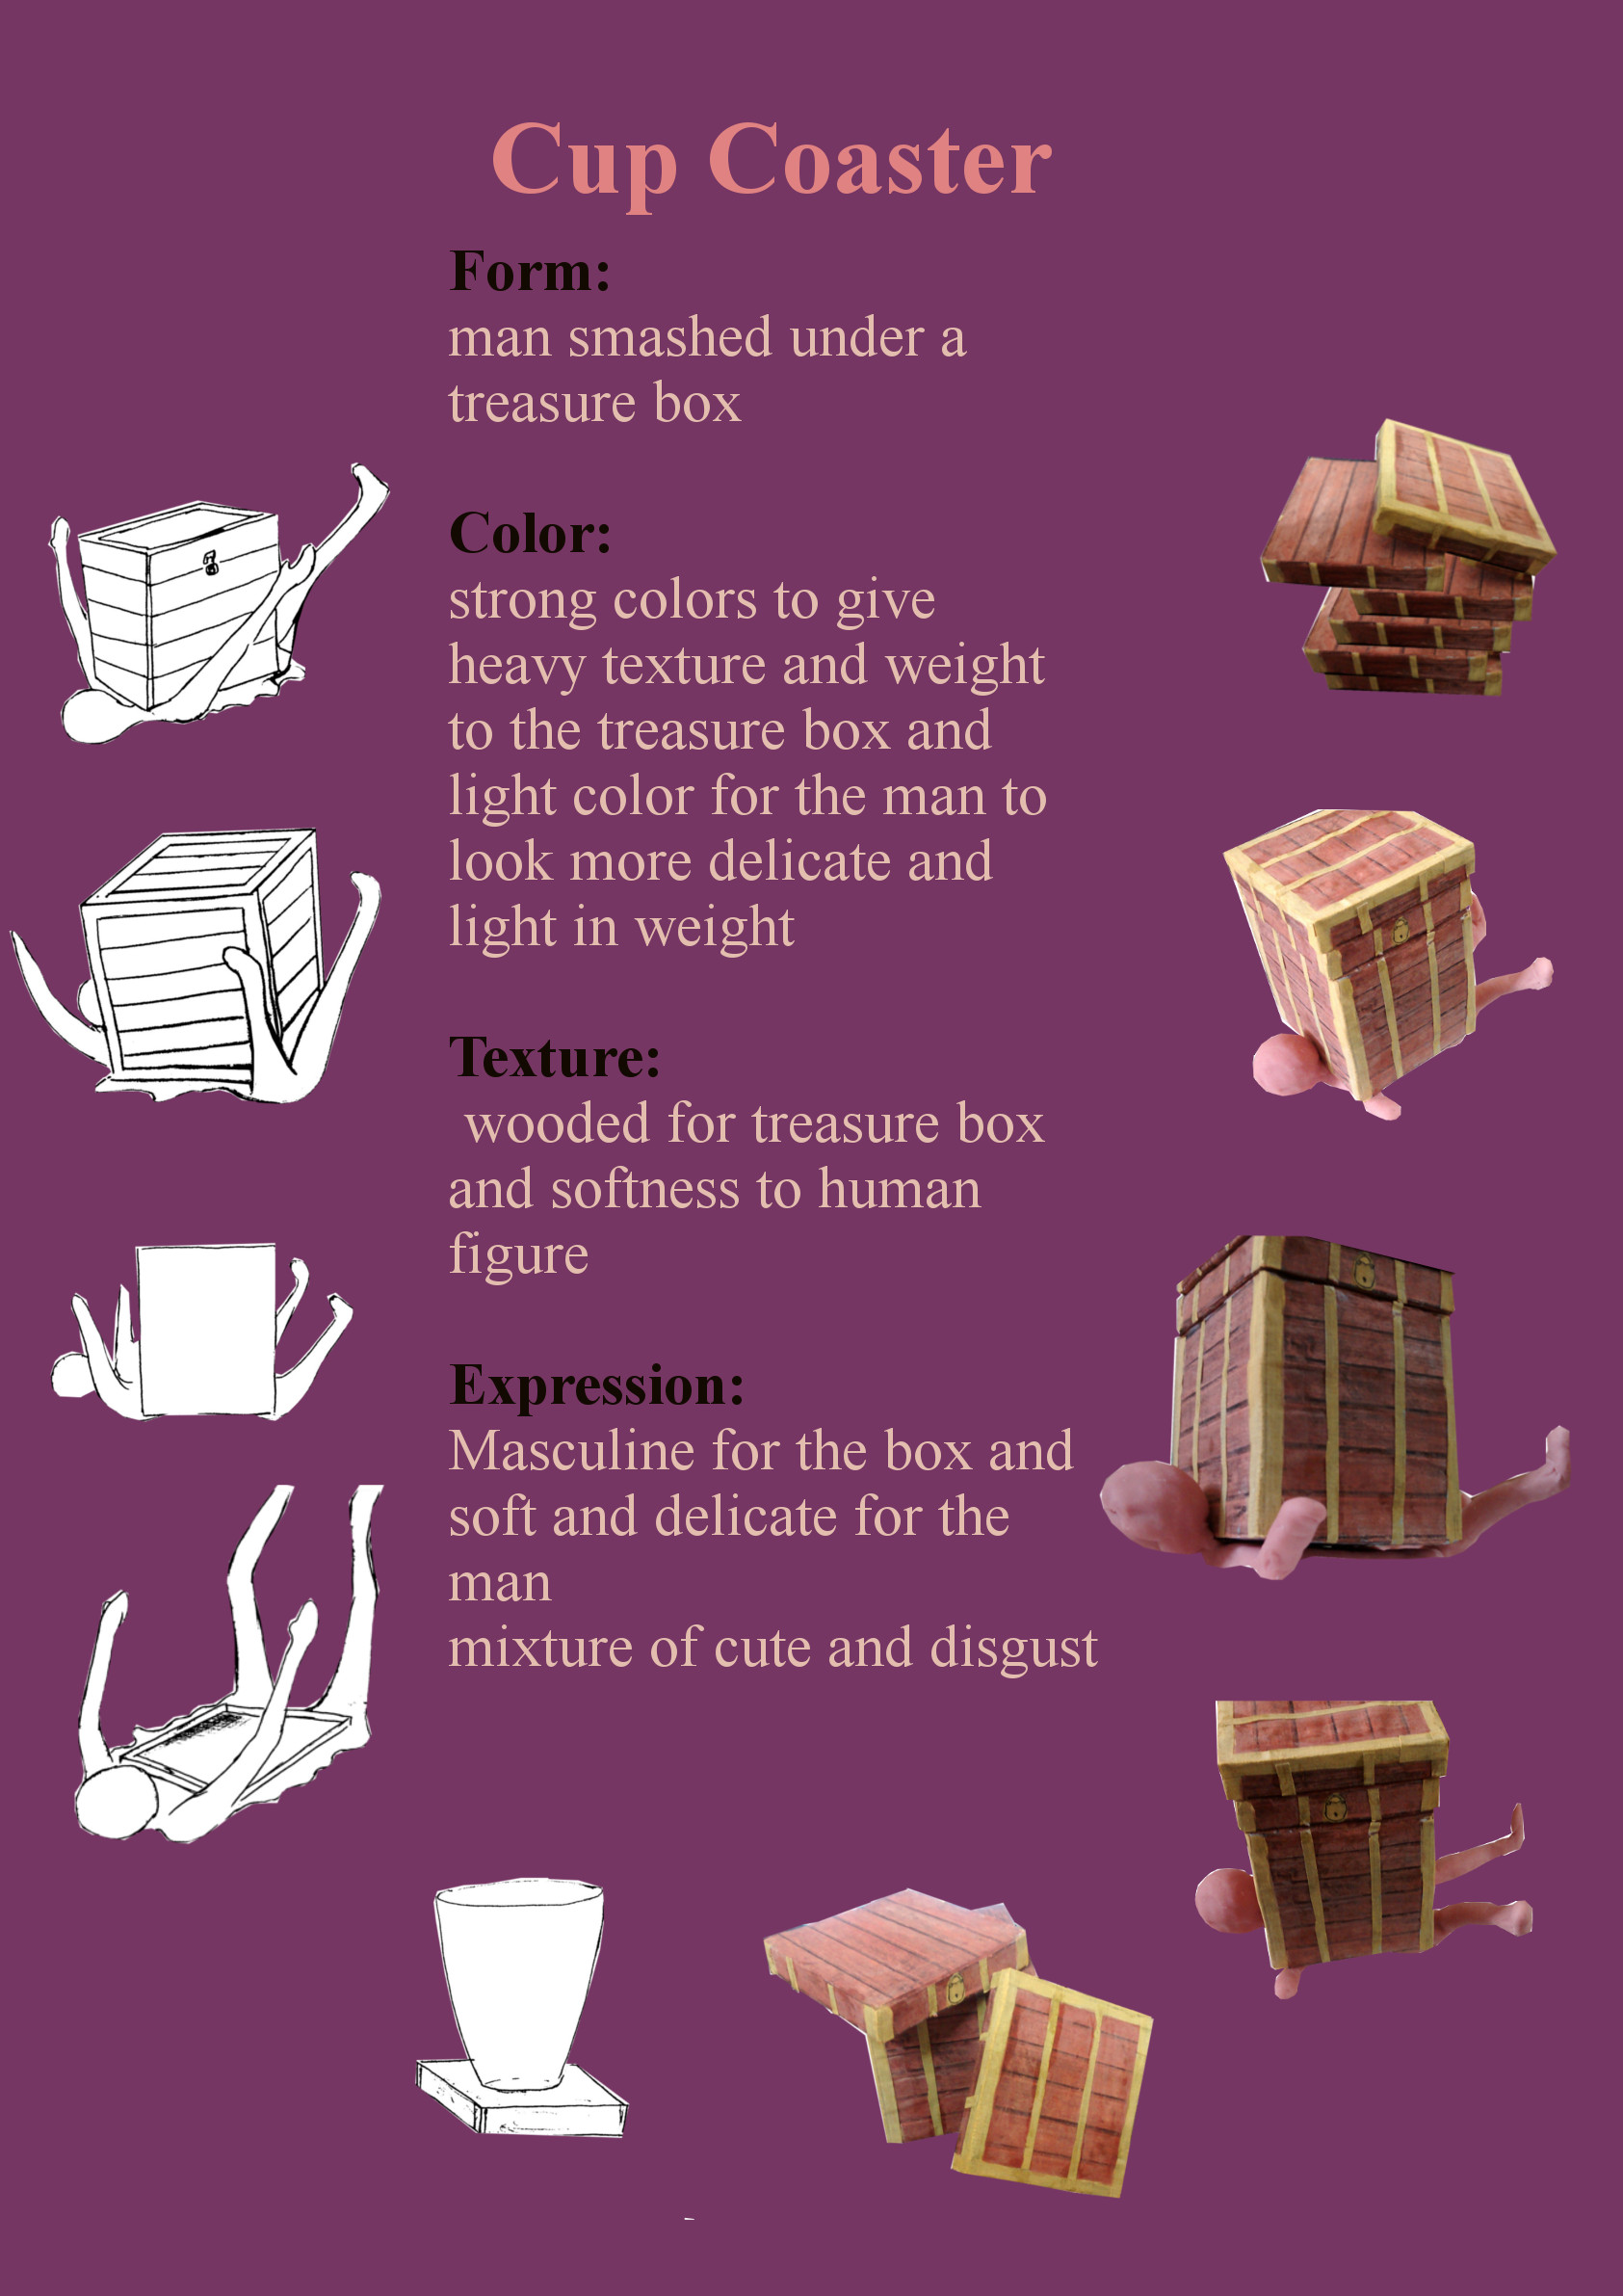 Cup Coaster
Form:
man smashed under a
treasure box
Color:
strong colors to give
heavy texture and weight
to the treasure box and
light color for the man to
look more delicate and
light in weight
Texture:
wooded for treasure box
and softness to human
figure
Expression:
Masculine for the box and
soft and delicate for the
man
mixture of cute and disgust